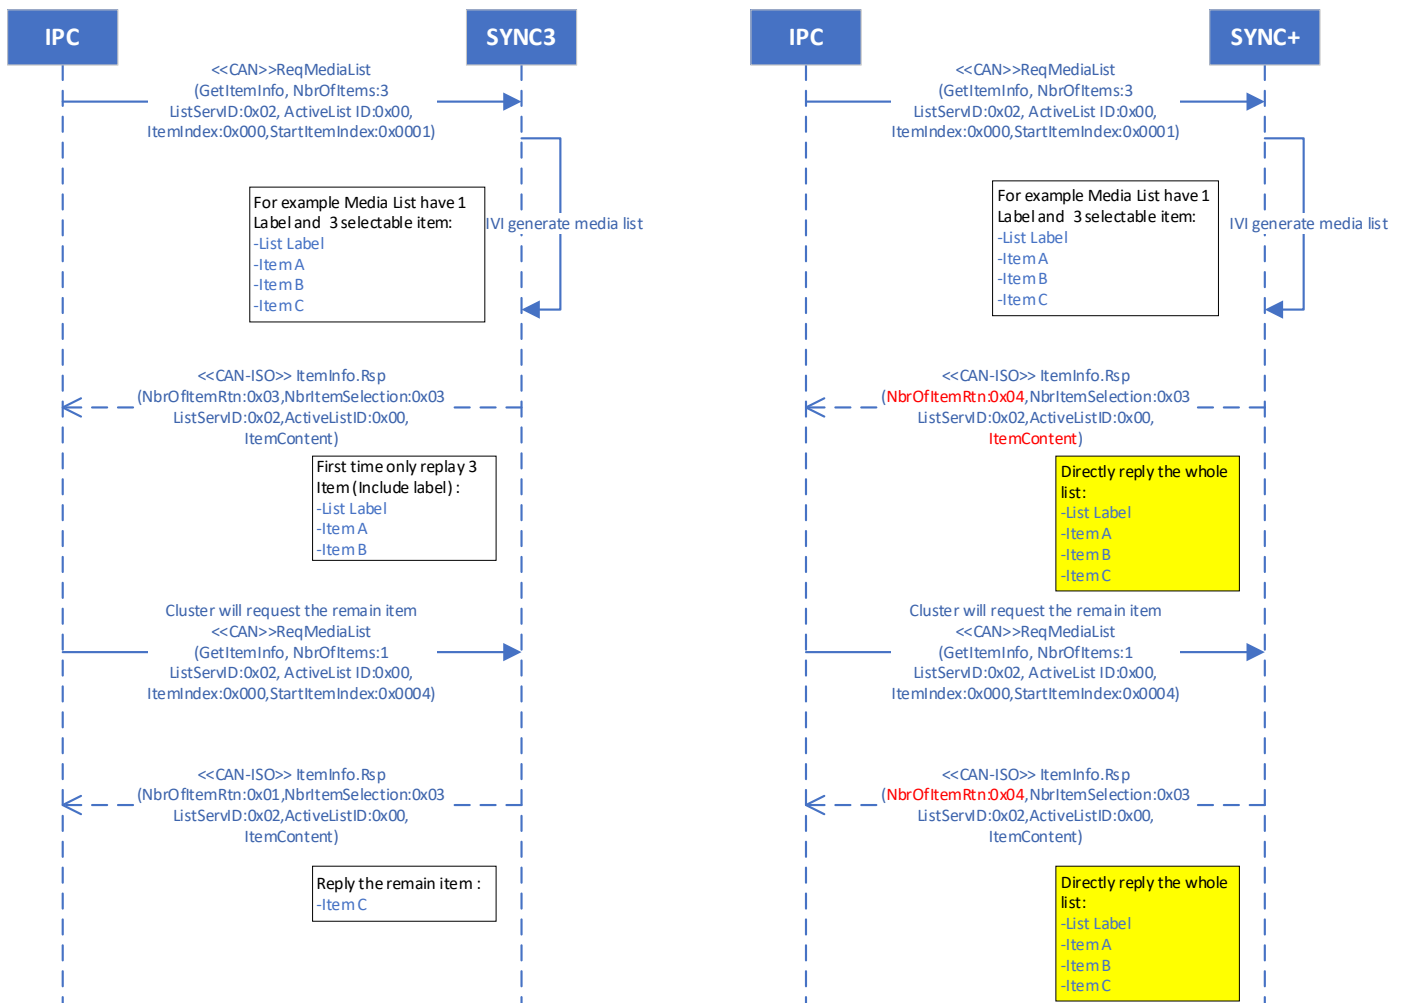 IPC
SYNC3
<<CAN>>ReqMediaList
(GetItemInfo, NbrOfItems:3
ListServID:0x02, ActiveList ID:0x00,
ItemIndex:0x000,StartItemIndex:0x0001)
For example Media List have 1
Label and 3 selectable item:
-List Label
-Item A
-Item B
-Item C
IVI generate media list
<<CAN-ISO>> ItemInfo.Rsp
(NbrOfItemRtn:0x03,NbrItemSelection:0x03
ListServID:0x02,ActiveListID:0x00,
ItemContent)
First time only replay 3
Item (Include label) :
-List Label
-Item A
-Item B
Cluster will request the remain item
<<CAN>>ReqMediaList
(GetItemInfo, NbrOfItems:1
ListServID:0x02, ActiveList ID:0x00,
ItemIndex:0x000,StartItemIndex:0x0004)
<<CAN-ISO>> ItemInfo.Rsp
(NbrOfItemRtn:0x01,NbrItemSelection:0x03
ListServID:0x02,ActiveListID:0x00,
ItemContent)
Reply the remain item :
-Item C
IPC
SYNC+
<<CAN>>ReqMediaList
(GetItemInfo, NbrOfItems:3
ListServID:0x02, ActiveList ID:0x00,
ItemIndex:0x000,StartItemIndex:0x0001)
For example Media List have 1
Label and 3 selectable item:
-List Label
-Item A
-Item B
-Item C
IVI generate media list
<<CAN-ISO>> ItemInfo.Rsp
(NbrOfItemRtn:0x04,NbrItemSelection:0x03
ListServID:0x02,ActiveListID:0x00,
ItemContent)
Directly reply the whole
list:
-List Label
-Item A
-Item B
-Item C
Cluster will request the remain item
<<CAN>>ReqMediaList
(GetItemInfo, NbrOfItems:1
ListServID:0x02, ActiveList ID:0x00,
ItemIndex:0x000,StartItemIndex:0x0004)
<<CAN-ISO>> ItemInfo.Rsp
(NbrOfItemRtn:0x04,NbrItemSelection:0x03
ListServID:0x02,ActiveListID:0x00,
ItemContent)
Directly reply the whole
list:
-List Label
-Item A
-Item B
-Item C